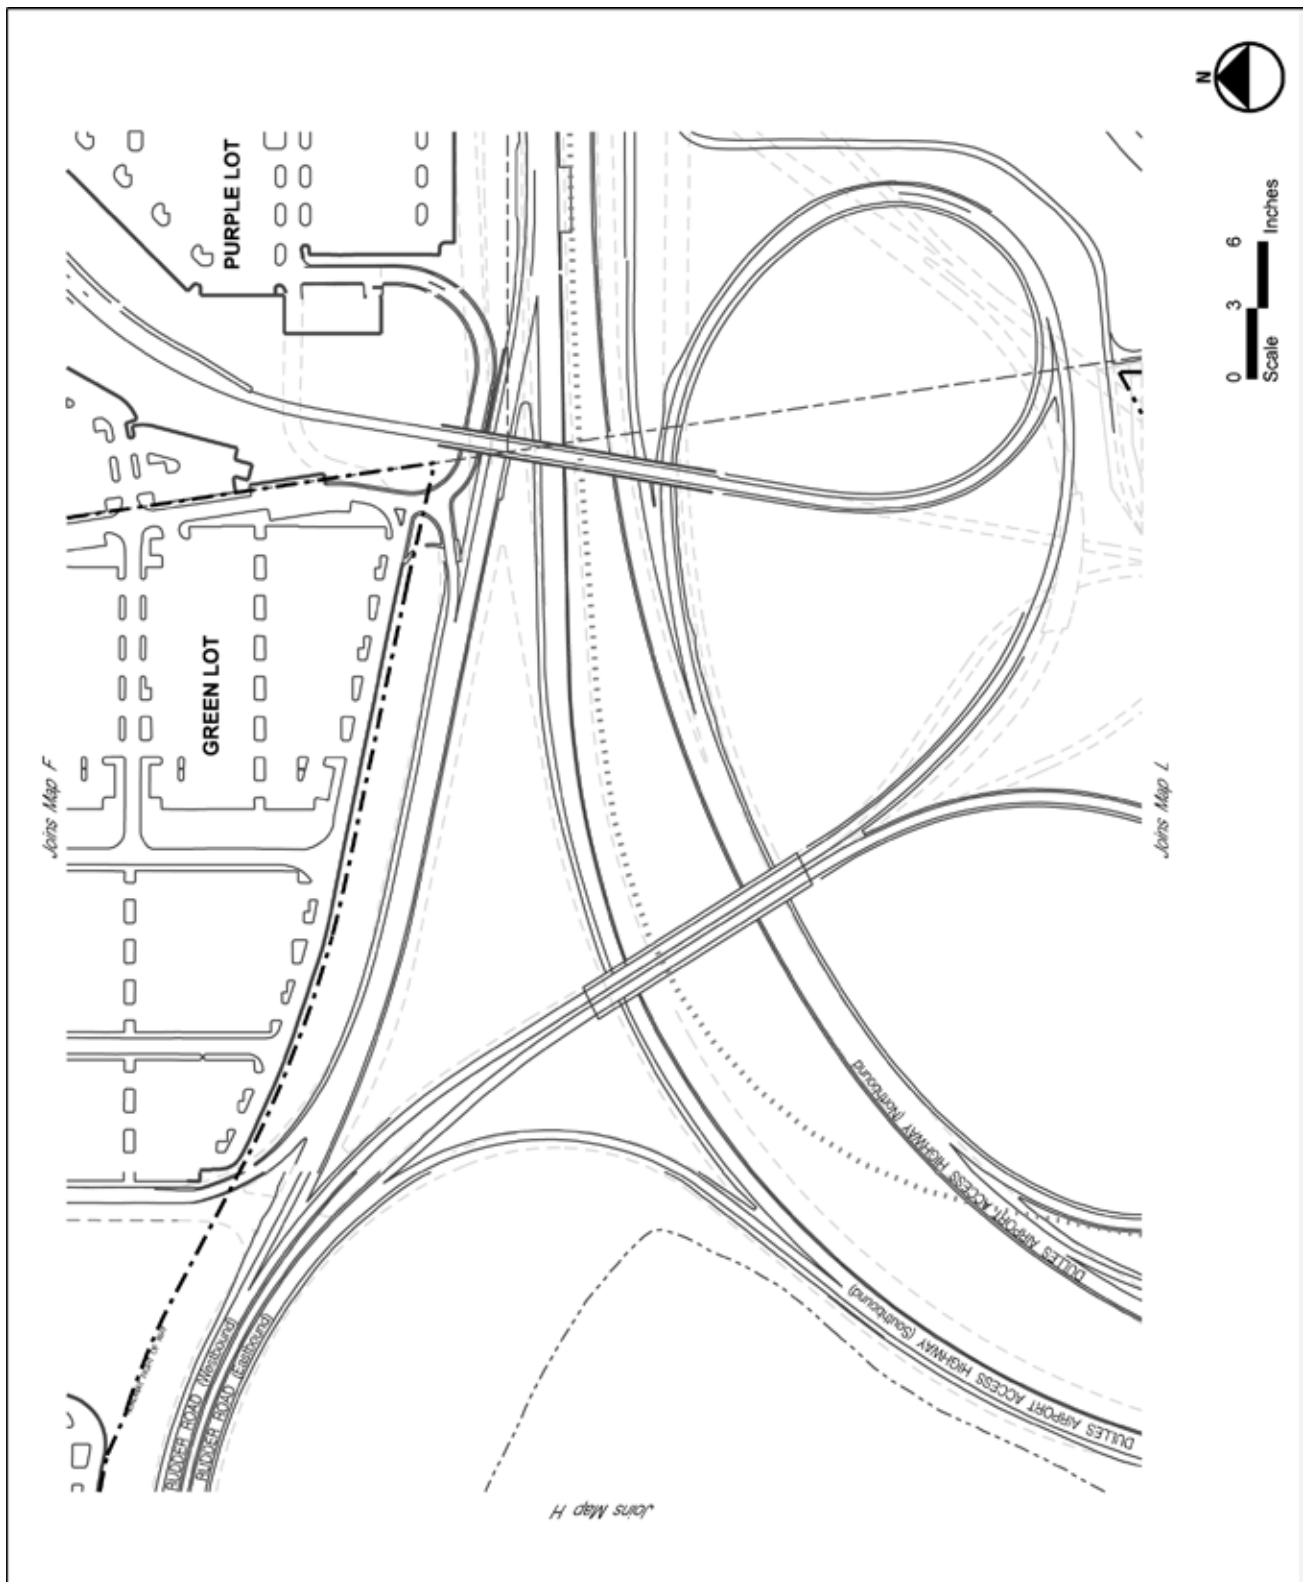 N
PURPLE LOT
0 3 6
Scale Inches
GREEN LOT
Joins Map F
Joins Map L
DULLES AIRPORT ACCESS HIGHWAY (Northbound)
DULLES AIRPORT ACCESS HIGHWAY (Southbound)
RUDDER ROAD (Westbound)
RUDDER ROAD (Eastbound)
Joins Map H